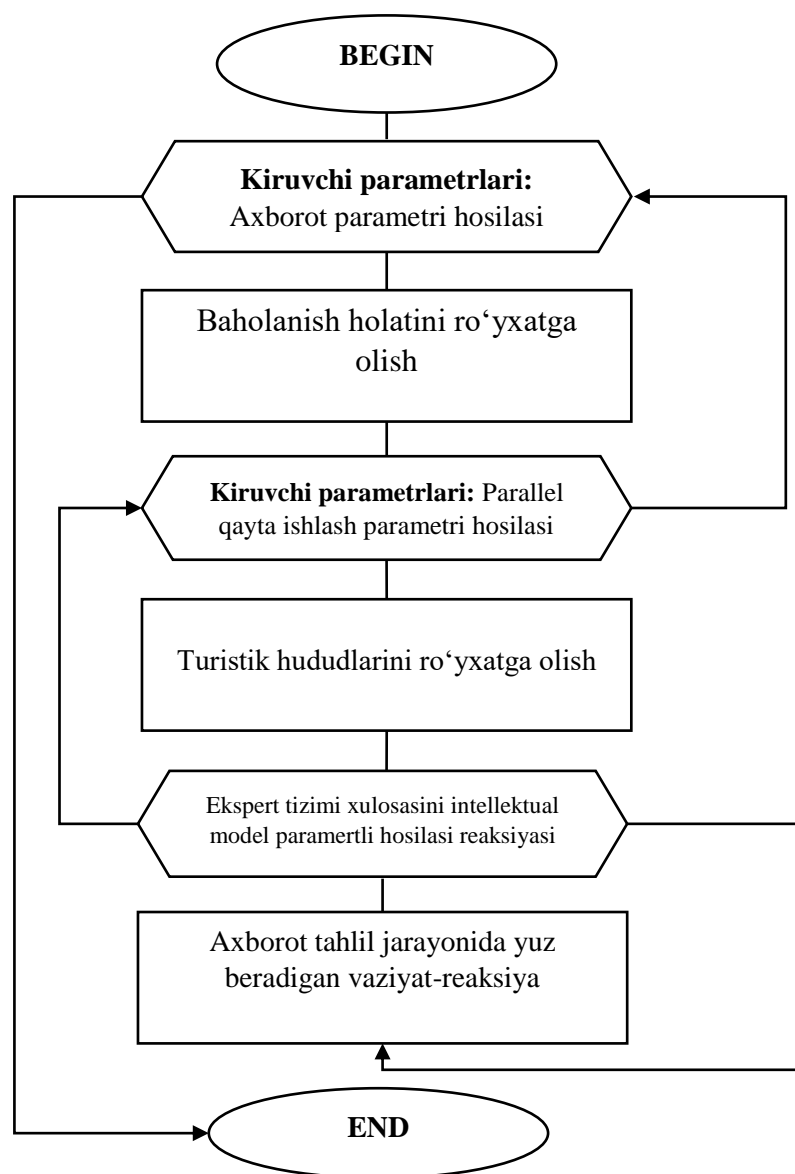 BEGIN
Kiruvchi parametrlari:
Axborot parametri hosilasi
Baholanish holatini ro‘yxatga
olish
Kiruvchi parametrlari: Parallel
qayta ishlash parametri hosilasi
Turistik hududlarini ro‘yxatga olish
Ekspert tizimi xulosasini intellektual
model paramertli hosilasi reaksiyasi
Axborot tahlil jarayonida yuz
beradigan vaziyat-reaksiya
END